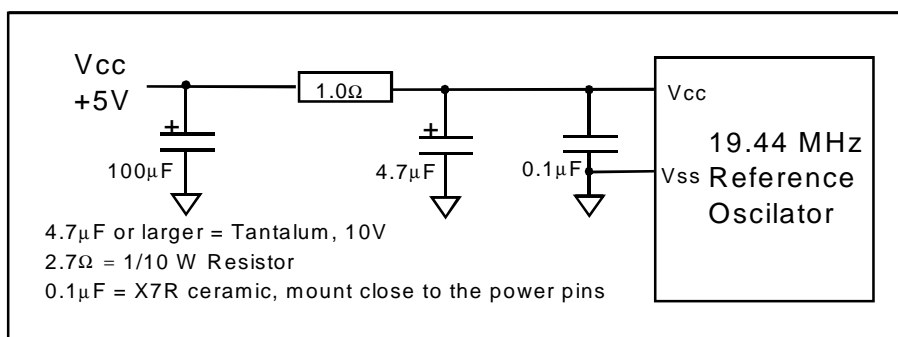 Vcc
+5V
1.0Ω
+
100μF
+
4.7μF
0.1μF
Vcc
Vss
19.44 MHz
Reference
Oscilator
4.7μF or larger = Tantalum, 10V
2.7Ω = 1/10 W Resistor
0.1μF = X7R ceramic, mount close to the power pins